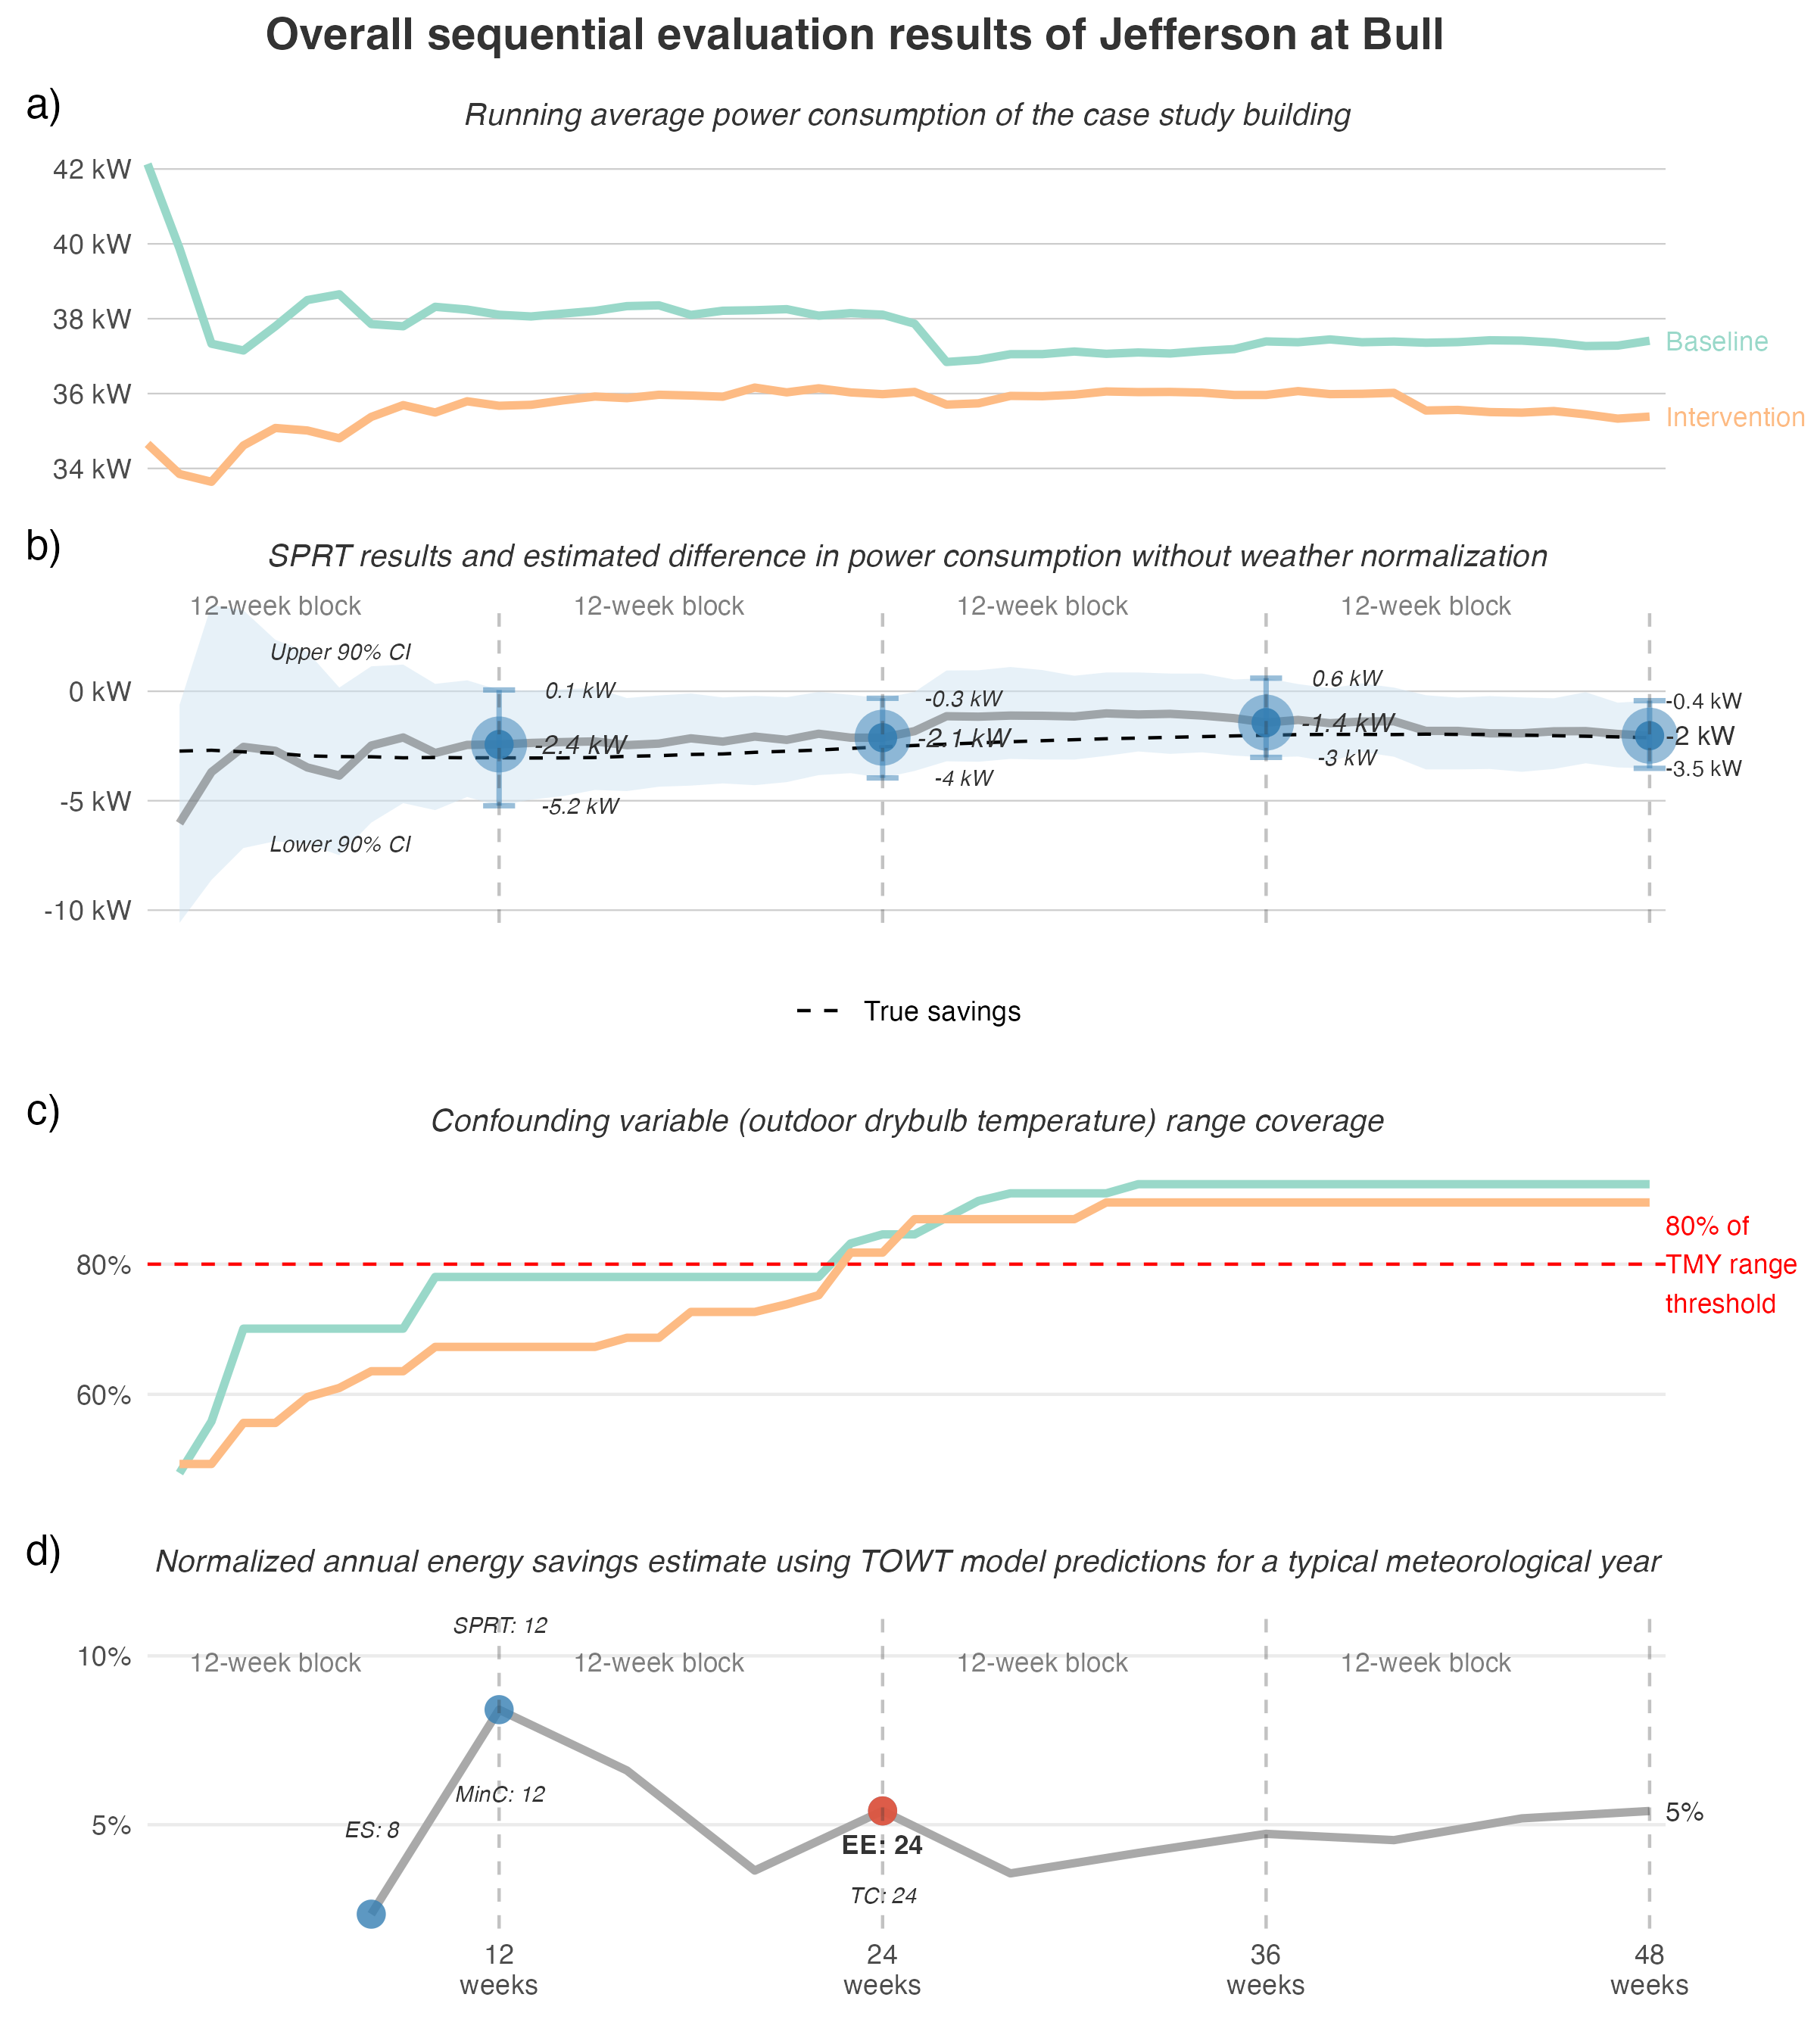 Overall sequential evaluation results of Jefferson at Bull
a)
Running average power consumption of the case study building
42 kW
40 kW
38 kW
36 kW
34 kW
Baseline
Intervention
b)
SPRT results and estimated difference in power consumption without weather normalization
12-week block 12-week block 12-week block 12-week block
Upper 90% CI
Lower 90% CI
0 kW
-5 kW
-10 kW
0.1 kW
-2.4 kW
-5.2 kW
-0.3 kW
-2.1 kW
-4 kW
0.6 kW
-1.4 kW
-3 kW
-0.4 kW
-2 kW
-3.5 kW
True savings
c)
Confounding variable (outdoor drybulb temperature) range coverage
80%
60%
80% of
TMY range
threshold
d)
Normalized annual energy savings estimate using TOWT model predictions for a typical meteorological year
SPRT: 12
10%
12-week block 12-week block 12-week block 12-week block
MinC: 12
ES: 8
5%
EE: 24
TC: 24
5%
12
weeks
24
weeks
36
weeks
48
weeks